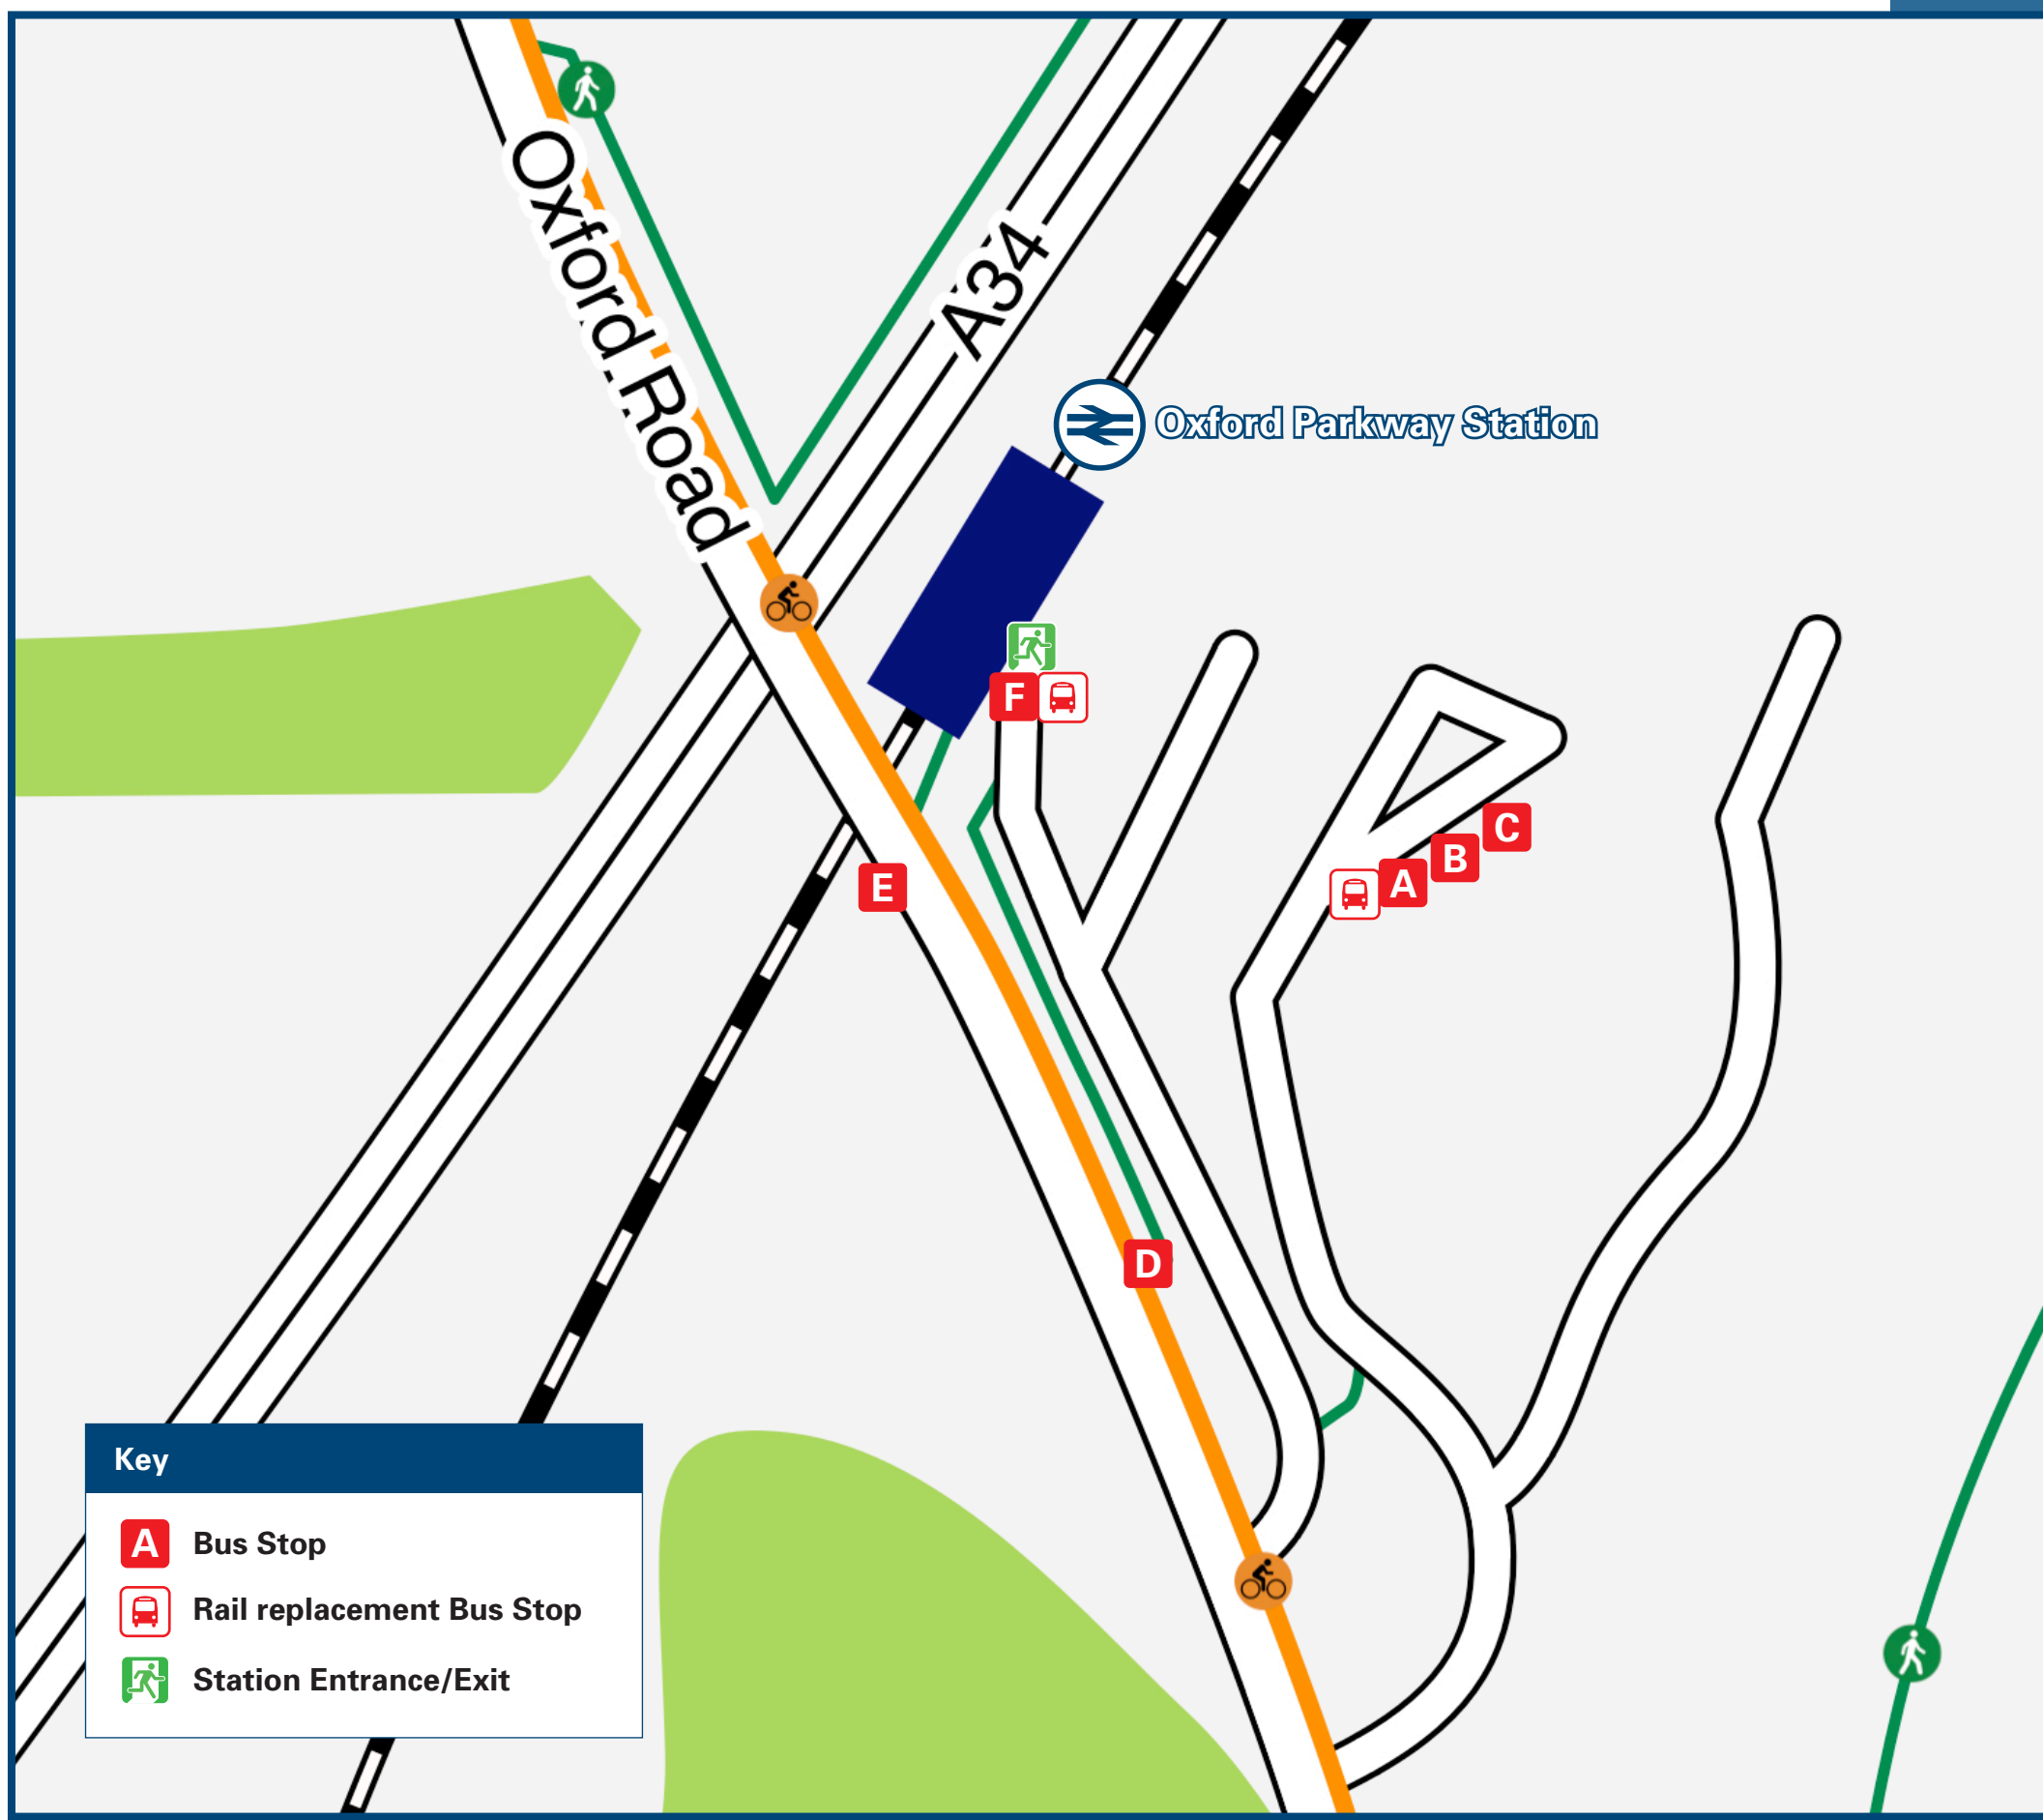 Oxford Road
A34
Oxford Parkway Station
F
C
B
A
E
D
Key
A Bus Stop
Rail replacement Bus Stop
Station Entrance/Exit